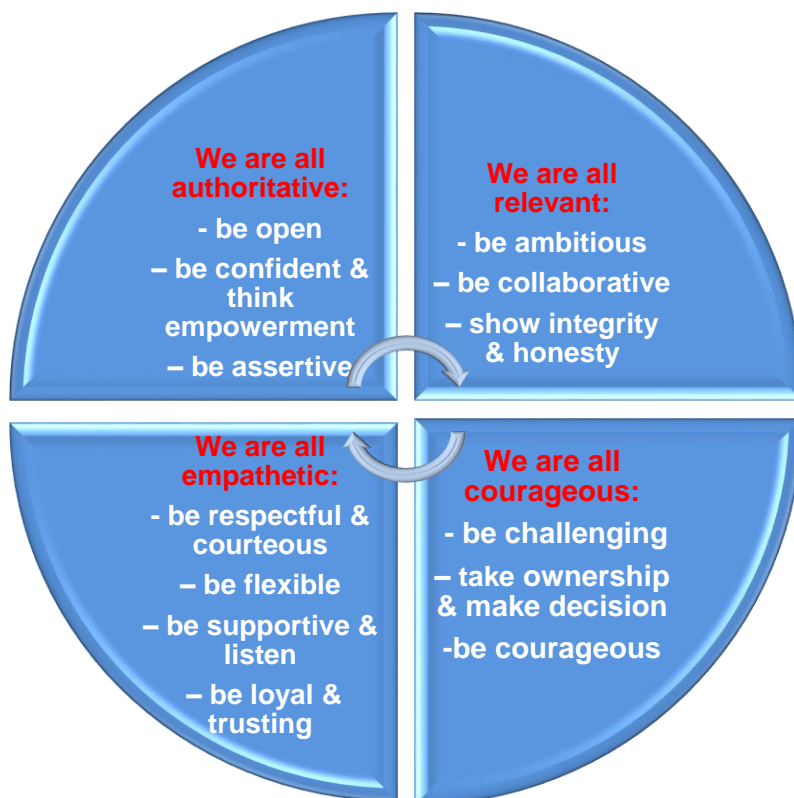 We are all
authoritative:
- be open
– be confident &
think
empowerment
– be assertive
We are all
relevant:
- be ambitious
– be collaborative
– show integrity
& honesty
We are all
empathetic:
- be respectful &
courteous
– be flexible
– be supportive &
listen
– be loyal &
trusting
We are all
courageous:
- be challenging
– take ownership
& make decision
-be courageous